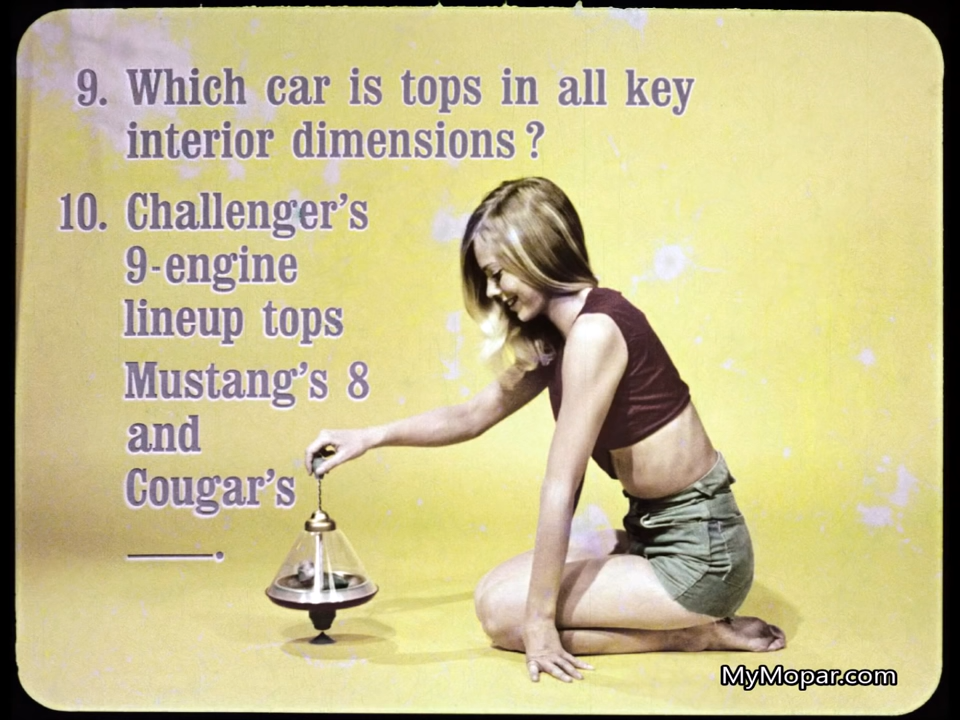 9. Which car is tops in all key
interior dimensions?
10. Challenger's
9-engine
lineup tops
Mustang's 8
and
Cougar's
____.
MyMopar.com